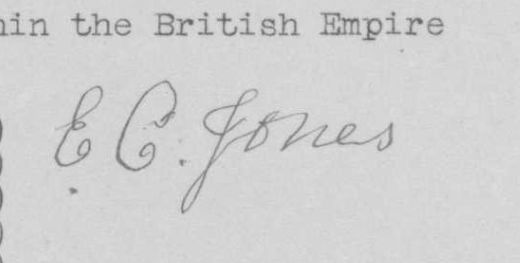 hin the British Empire
E. C. Jones